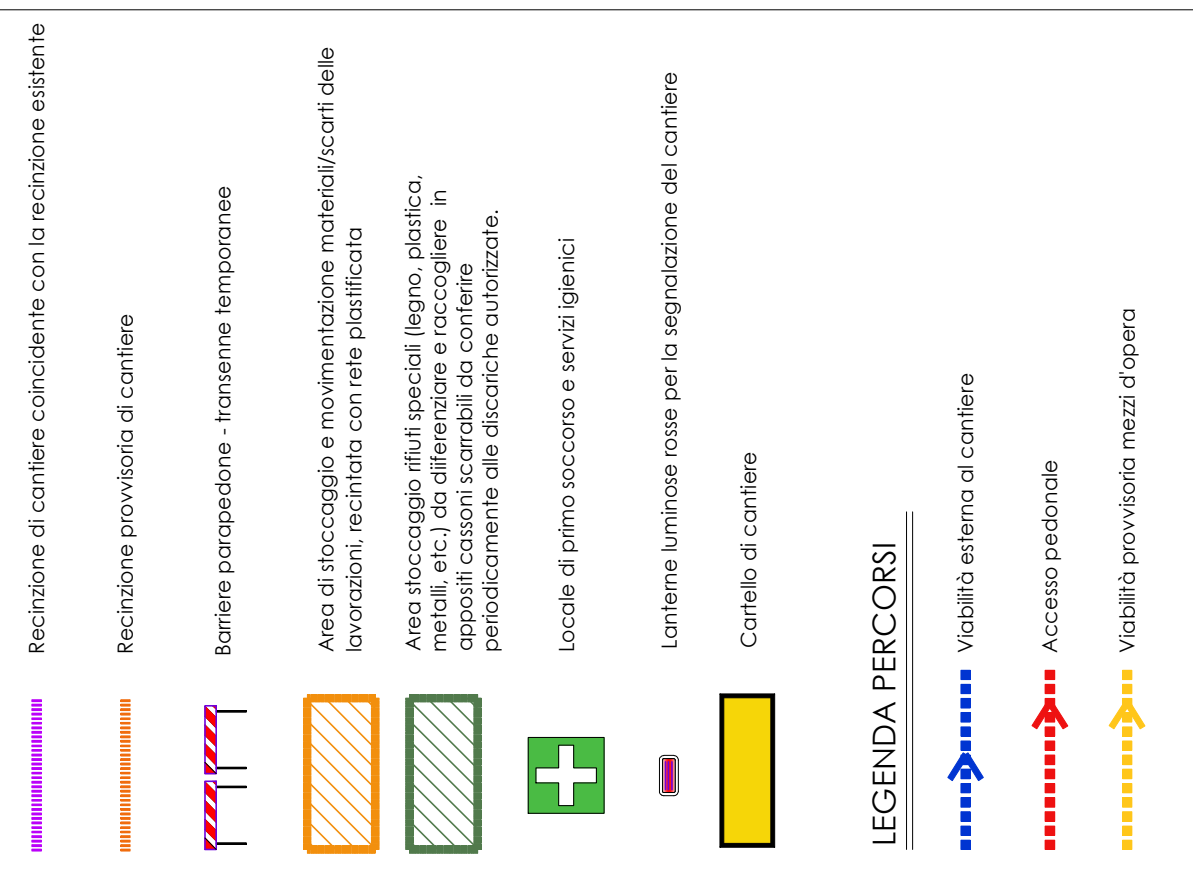 Recinzione di cantiere coincidente con la recinzione esistente
Recinzione provvisoria di cantiere
Barriere parapedone - transenne temporanee
Area di stoccaggio e movimentazione materiali/scarti delle
lavorazioni, recintata con rete plastificata
Area stoccaggio rifiuti speciali (legno, plastica,
metalli, etc.) da diferenziare e raccogliere in
appositi cassoni scarrabili da conferire
periodicamente alle discariche autorizzate.
Locale di primo soccorso e servizi igienici
Lanterne luminose rosse per la segnalazione del cantiere
Cartello di cantiere
LEGENDA PERCORSI
Viabilità esterna al cantiere
Accesso pedonale
Viabilità provvisoria mezzi d'opera